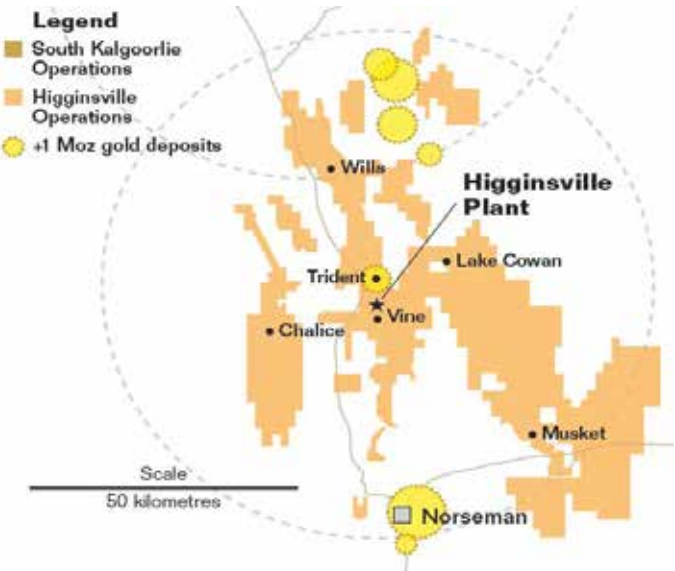 Legend
South Kalgoorlie
Operations
Higginsville
Operations
+1 Moz gold deposits
Wills
Higginsville
Plant
Lake Cowan
Trident
Vine
Chalice
Musket
Scale
50 kilometres
Norseman